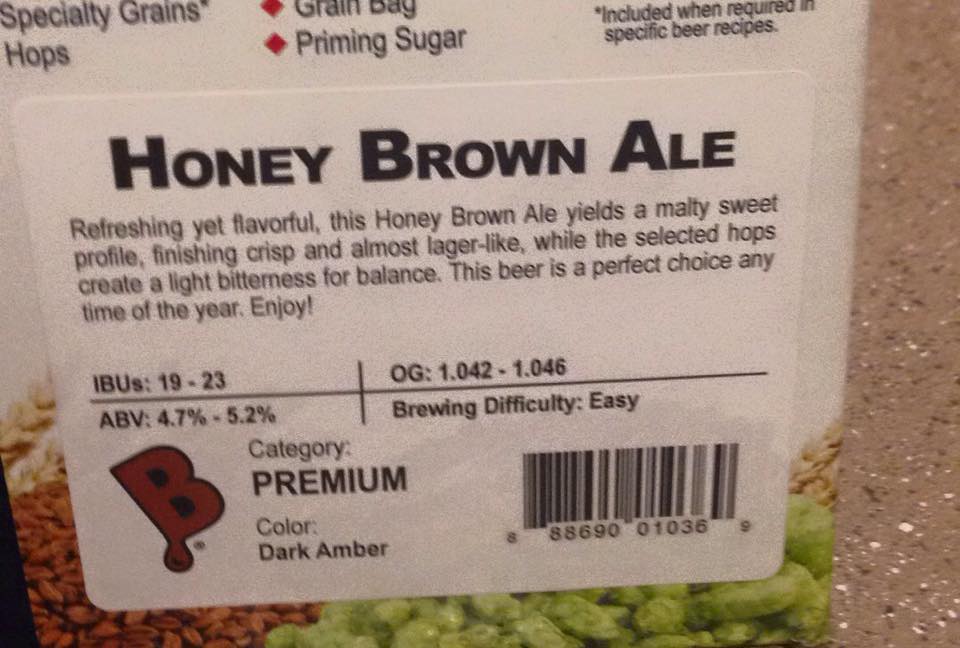 Specialty Grains*
Grain Bag
*Included when required in
Hops
Priming Sugar
specific beer recipes.
HONEY BROWN ALE
Refreshing yet flavorful, this Honey Brown Ale yields a malty sweet
profile, finishing crisp and almost lager-like, while the selected hops
create a light bitterness for balance. This beer is a perfect choice any
time of the year. Enjoy!
IBUs: 19 - 23
OG: 1.042 - 1.046
ABV: 4.7% - 5.2%
Brewing Difficulty: Easy
Category:
PREMIUM
Color:
Dark Amber
B
®
8 88690 01036 9